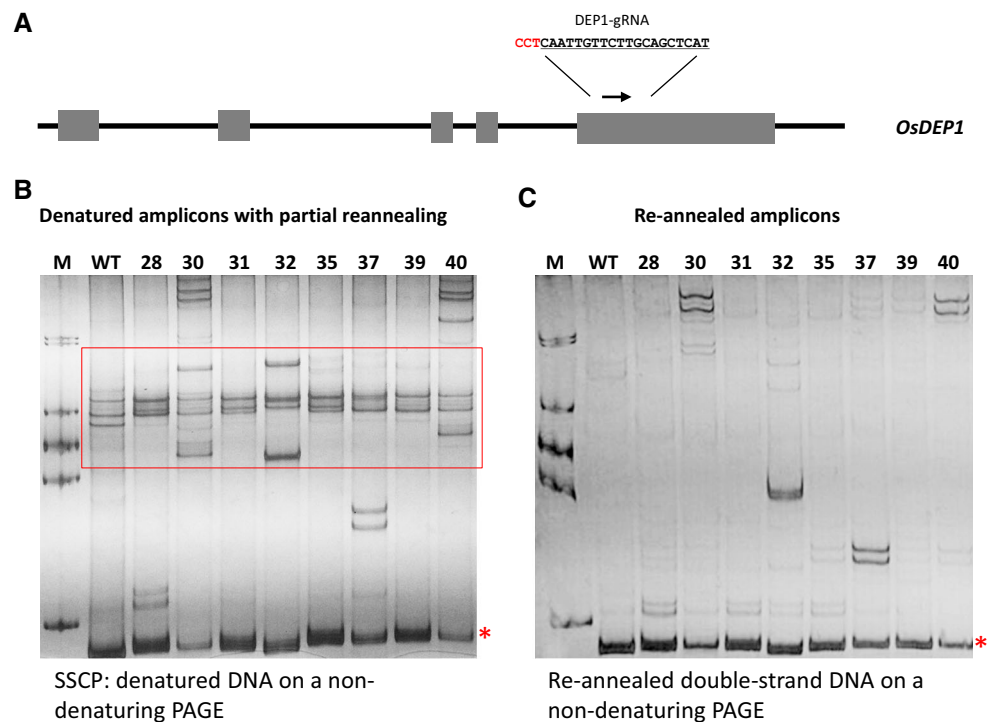 A
DEP1-gRNA
CCTCAATTGTTCTTGCAGCTCAT
OsDEP1
B
Denatured amplicons with partial reannealing
M WT 28 30 31 32 35 37 39 40
*
SSCP: denatured DNA on a non-
denaturing PAGE
C
Re-annealed amplicons
M WT 28 30 31 32 35 37 39 40
*
Re-annealed double-strand DNA on a
non-denaturing PAGE